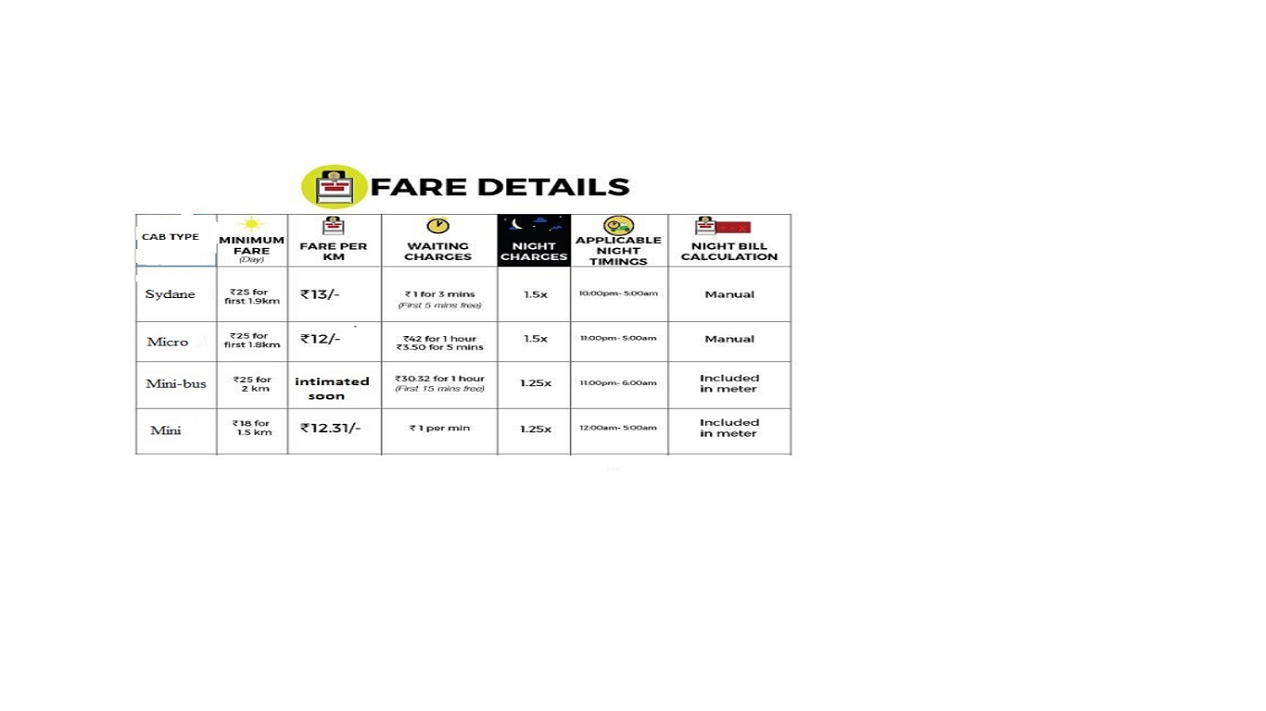 FARE DETAILS
CAB TYPE
MINIMUM
FARE
(Day)
FARE PER
KM
WAITING
CHARGES
NIGHT
CHARGES
APPLICABLE
NIGHT
TIMINGS
NIGHT BILL
CALCULATION
Sydane
₹25 for
first 1.9km
₹13/-
₹1 for 3 mins
(First 5 mins free)
1.5x
10:00pm- 5:00am
Manual
Micro
₹25 for
first 1.8km
₹12/-
₹42 for 1 hour
₹3.50 for 5 mins
1.5x
11:00pm- 5:00am
Manual
Mini-bus
₹25 for
2 km
intimated
soon
₹30.32 for 1 hour
(First 15 mins free)
1.25x
11:00pm- 6:00am
Included
in meter
Mini
₹18 for
1.5 km
₹12.31/-
₹ 1 per min
1.25x
12:00am- 5:00am
Included
in meter